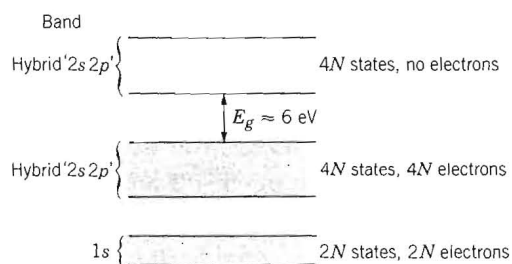 Band
Hybrid '2s 2p' 4N states, no electrons
E_g ≈ 6 eV
Hybrid '2s 2p' 4N states, 4N electrons
1s 2N states, 2N electrons